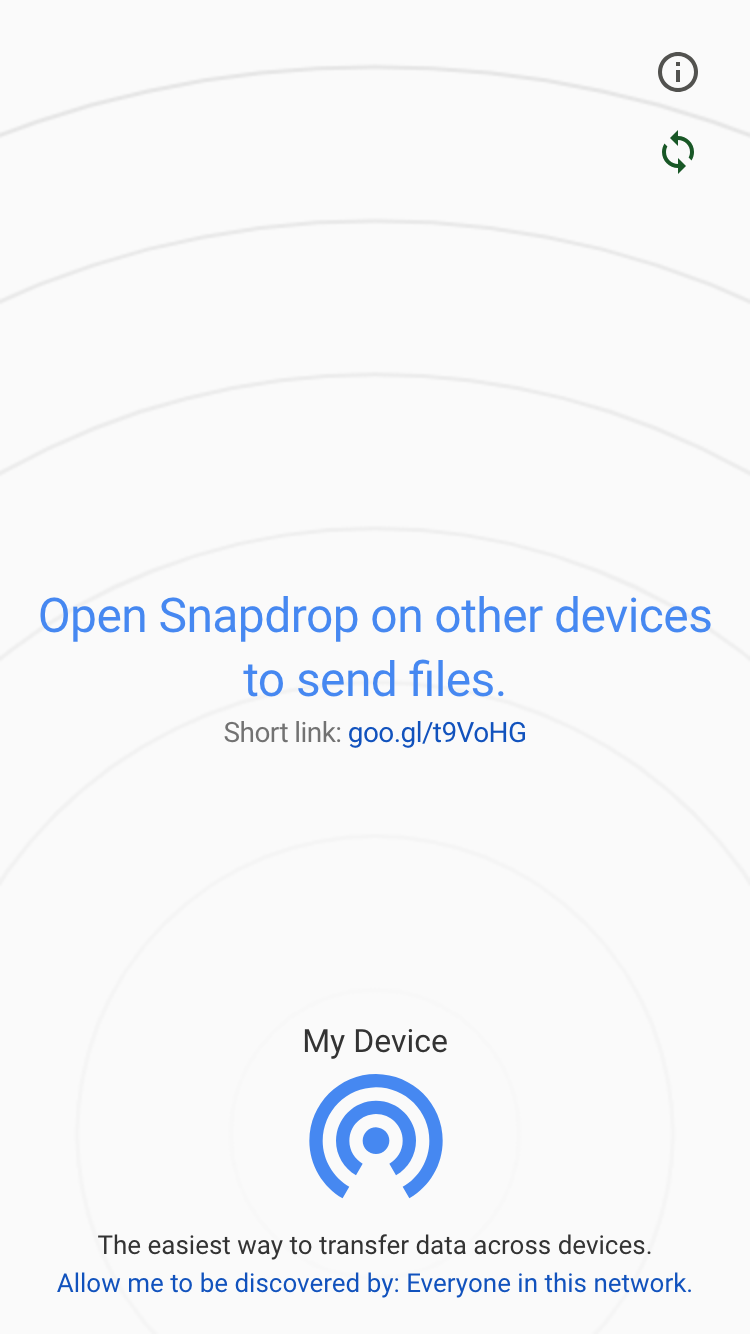 Open Snapdrop on other devices
to send files.
Short link: goo.gl/t9VoHG
My Device
The easiest way to transfer data across devices.
Allow me to be discovered by: Everyone in this network.